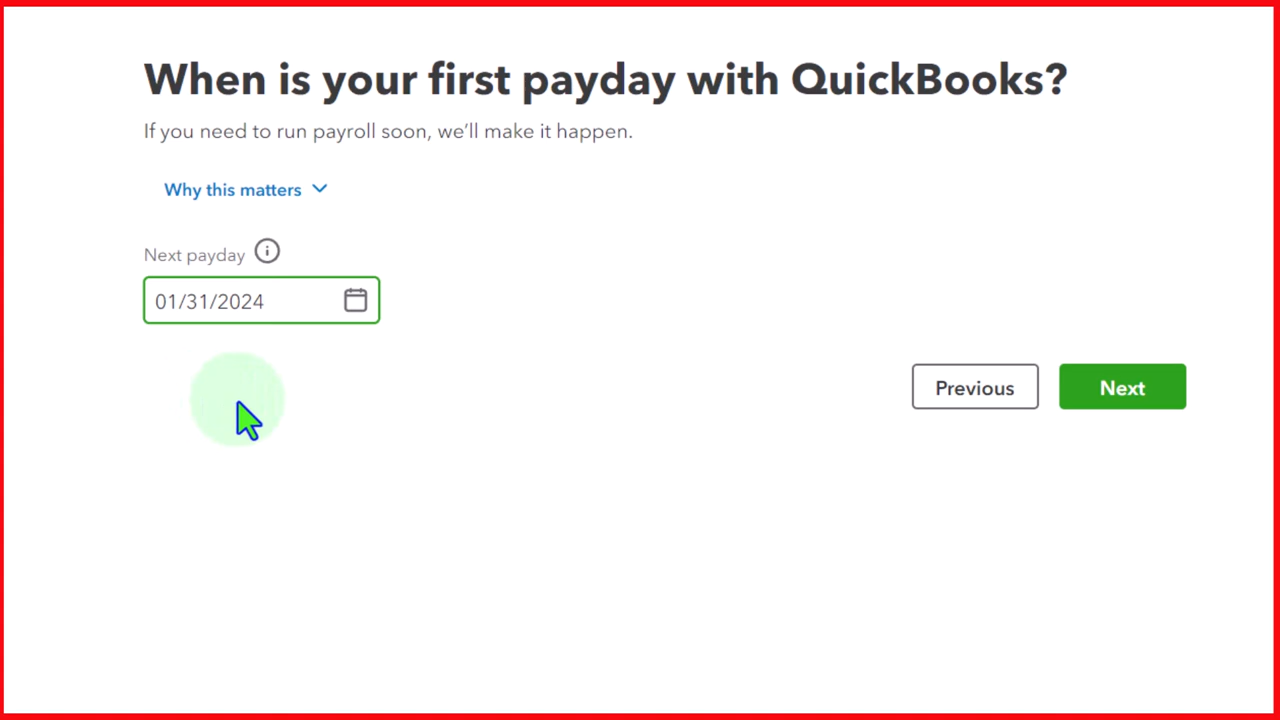 When is your first payday with QuickBooks?
If you need to run payroll soon, we'll make it happen.
Why this matters
Next payday
01/31/2024
Previous
Next